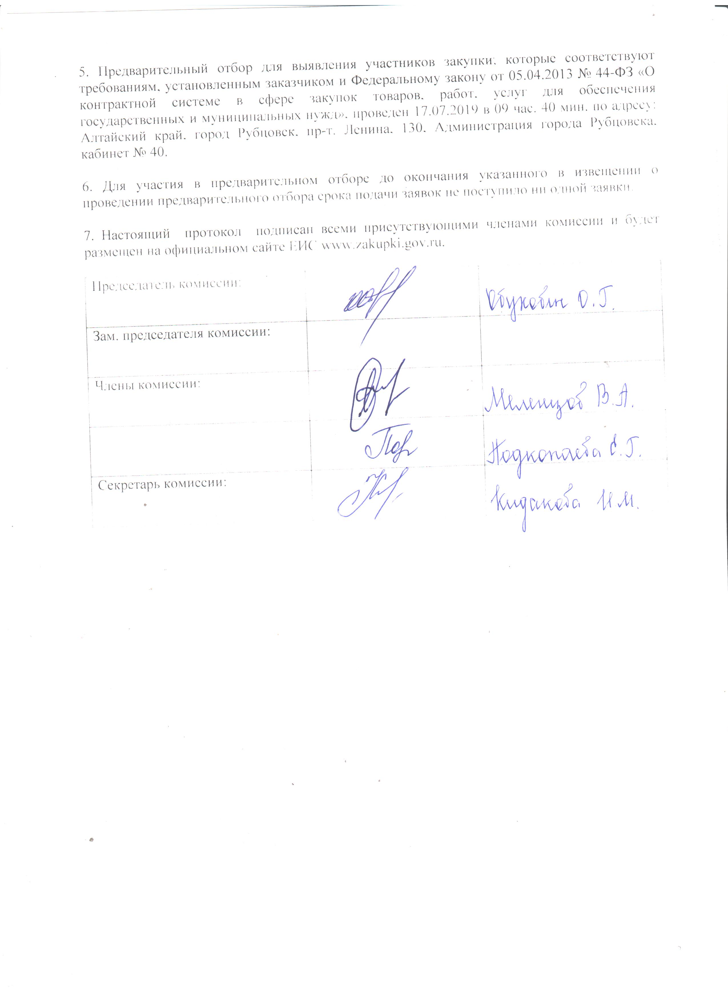 5. Предварительный отбор для выявления участников закупки, которые соответствуют
требованиям, установленным заказчиком и Федеральному закону от 05.04.2013 № 44-ФЗ «О
контрактной системе в сфере закупок товаров, работ, услуг для обеспечения
государственных и муниципальных нужд», проведен 17.07.2019 в 09 час. 40 мин. по адресу:
Алтайский край, город Рубцовск, пр-т. Ленина, 130, Администрация города Рубцовска,
кабинет № 40.
6. Для участия в предварительном отборе до окончания указанного в извещении о
проведении предварительного отбора срока подачи заявок не поступило ни одной заявки.
7. Настоящий протокол подписан всеми присутствующими членами комиссии и будет
размещен на официальном сайте ЕИС www.zakupki.gov.ru.
Председатель комиссии:
Обуховин О.Г.
Зам. председателя комиссии:
Члены комиссии:
Меленцов В.А.
Подкопаева С.Г.
Секретарь комиссии:
Кудакова Н.М.